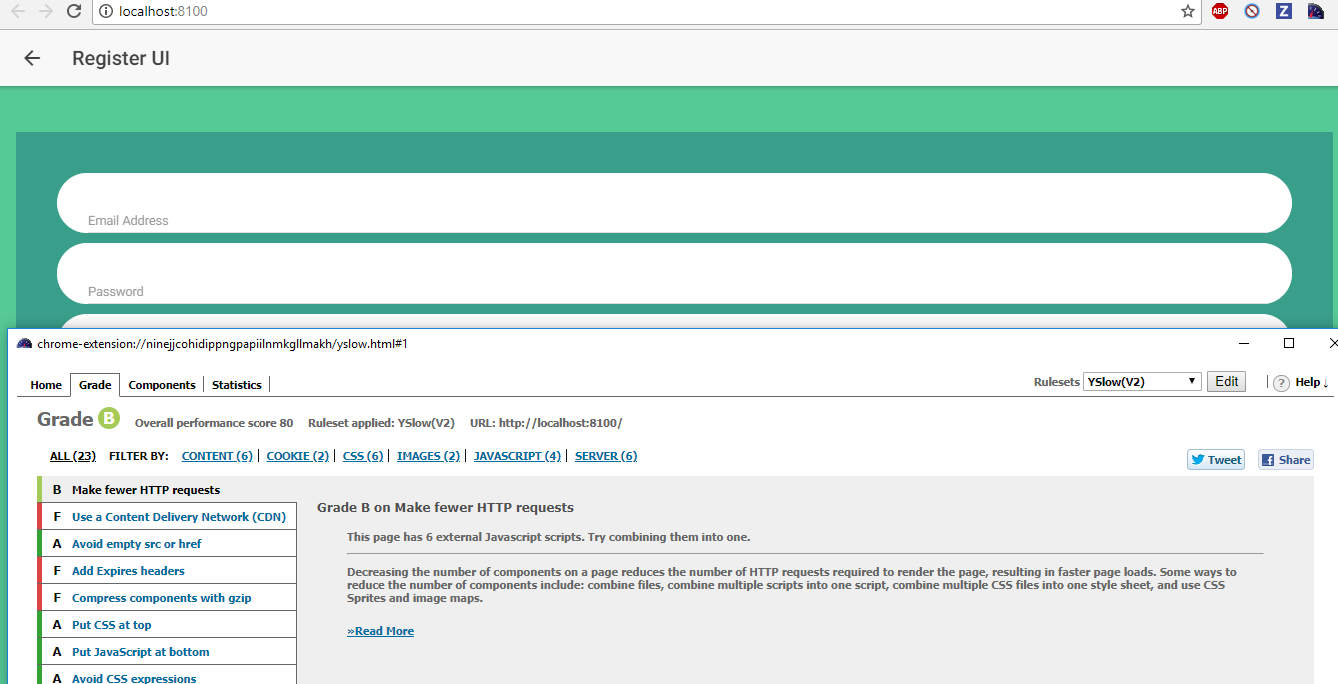 localhost:8100
ABP
Z
Register UI
Email Address
Password
chrome-extension://ninejjcohidippngpapiilnmkgllmakh/yslow.html#1
Home Grade Components Statistics Rulesets YSlow(V2) Edit ? Help ↓
Grade B Overall performance score 80 Ruleset applied: YSlow(V2) URL: http://localhost:8100/
ALL (23) FILTER BY: CONTENT (6) COOKIE (2) CSS (6) IMAGES (2) JAVASCRIPT (4) SERVER (6)
Tweet Share
B Make fewer HTTP requests
F Use a Content Delivery Network (CDN)
A Avoid empty src or href
F Add Expires headers
F Compress components with gzip
A Put CSS at top
A Put JavaScript at bottom
A Avoid CSS expressions
Grade B on Make fewer HTTP requests
This page has 6 external Javascript scripts. Try combining them into one.
Decreasing the number of components on a page reduces the number of HTTP requests required to render the page, resulting in faster page loads. Some ways to
reduce the number of components include: combine files, combine multiple scripts into one script, combine multiple CSS files into one style sheet, and use CSS
Sprites and image maps.
»Read More